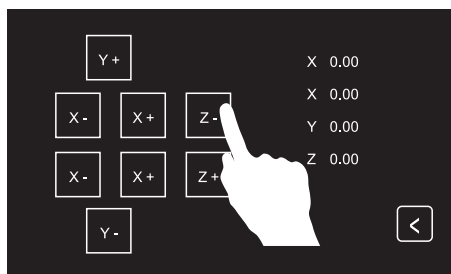 Y +
X - X + Z -
X - X + Z +
Y -
X 0.00
X 0.00
Y 0.00
Z 0.00
<